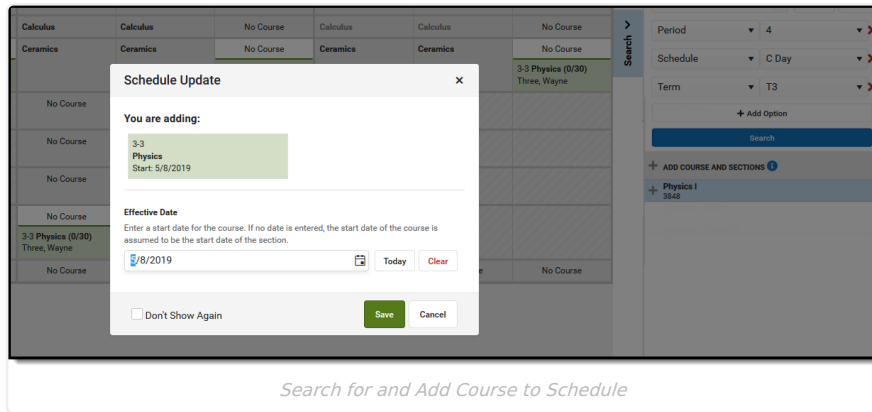 Calculus Calculus No Course Calculus Calculus No Course
Ceramics Ceramics No Course Ceramics Ceramics No Course
3-3 Physics (0/30)
Three, Wayne
No Course
No Course
No Course
No Course
3-3 Physics (0/30)
Three, Wayne
No Course e No Course
Search
Schedule Update ×
You are adding:
3-3
Physics
Start: 5/8/2019
Effective Date
Enter a start date for the course. If no date is entered, the start date of the course is
assumed to be the start date of the section.
5/8/2019 Today Clear
Don't Show Again Save Cancel
Period 4
Schedule C Day
Term T3
+ Add Option
Search
+ ADD COURSE AND SECTIONS
+ Physics I
3848
Search for and Add Course to Schedule